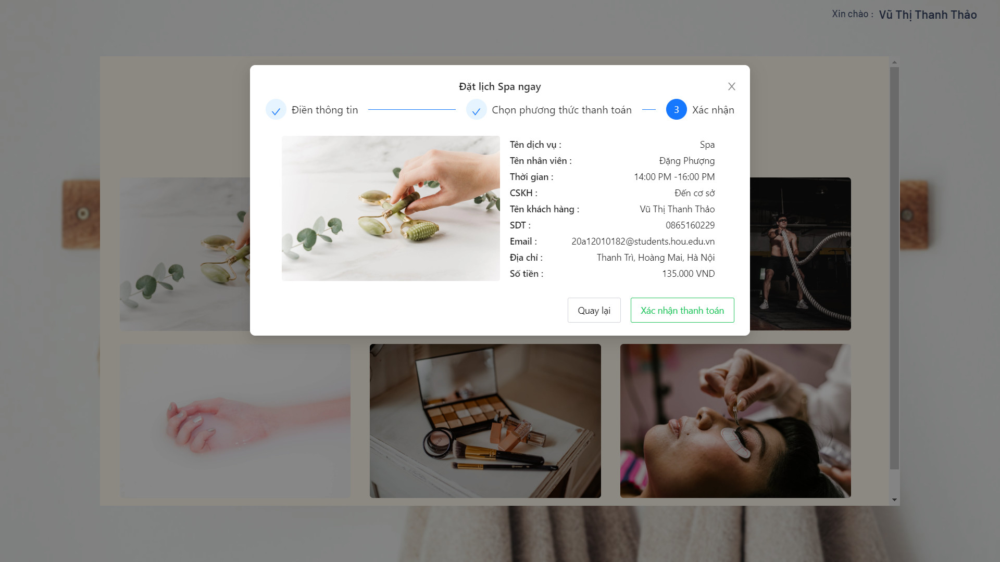 Xin chào : Vũ Thị Thanh Thảo
Đặt lịch Spa ngay
Điền thông tin
Chọn phương thức thanh toán
3 Xác nhận
Tên dịch vụ : Spa
Tên nhân viên : Đặng Phượng
Thời gian : 14:00 PM -16:00 PM
CSKH : Đến cơ sở
Tên khách hàng : Vũ Thị Thanh Thảo
SDT : 0865160229
Email : 20a12010182@students.hou.edu.vn
Địa chỉ : Thanh Trì, Hoàng Mai, Hà Nội
Số tiền : 135.000 VND
Quay lại
Xác nhận thanh toán